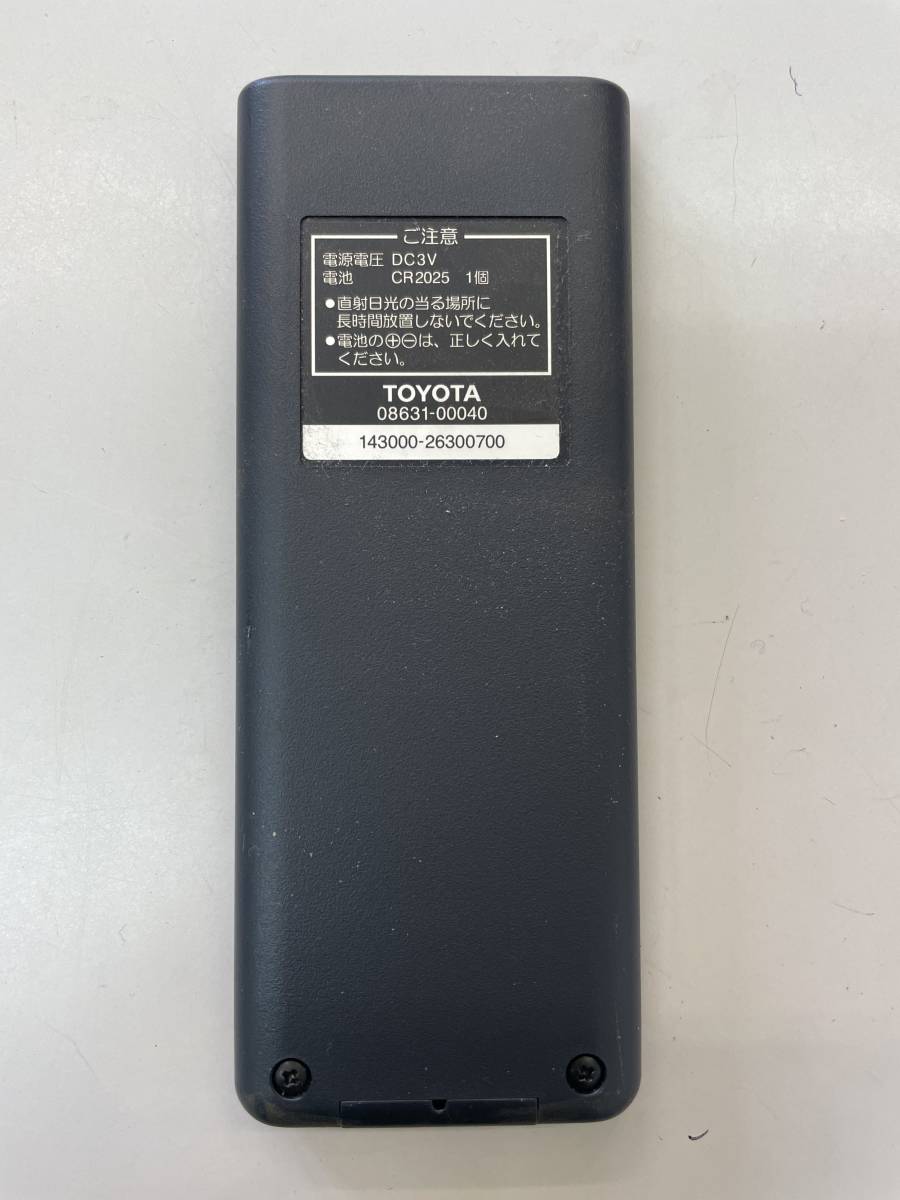 ご注意
電源電圧 DC3V
電池 CR2025 1個
●直射日光の当る場所に
長時間放置しないでください。
●電池の⊕⊖は、正しく入れて
ください。
TOYOTA
08631-00040
143000-26300700